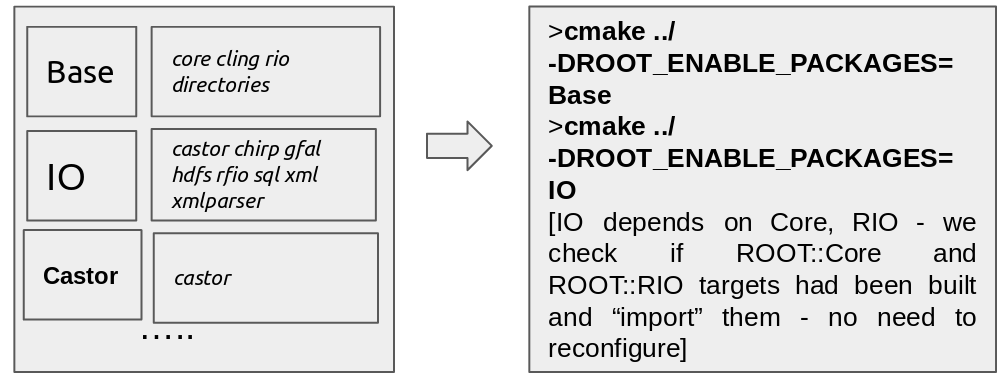 Base
core cling rio
directories
IO
castor chirp gfal
hdfs rfio sql xml
xmlparser
Castor
castor
.....
>cmake ../
-DROOT_ENABLE_PACKAGES=
Base
>cmake ../
-DROOT_ENABLE_PACKAGES=
IO
[IO depends on Core, RIO - we
check if ROOT::Core and
ROOT::RIO targets had been built
and “import” them - no need to
reconfigure]